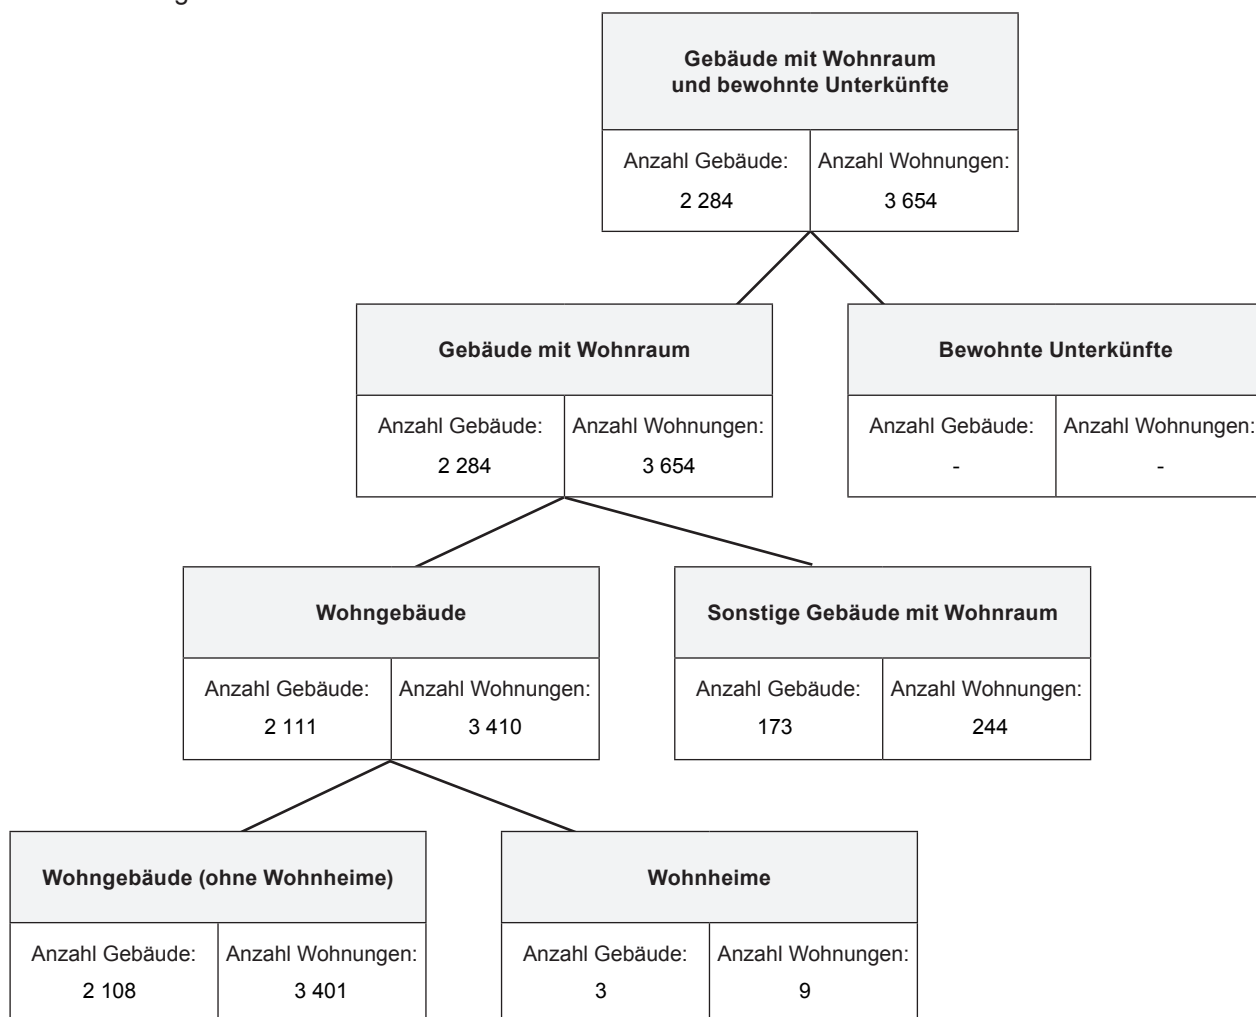 Gebäude mit Wohnraum
und bewohnte Unterkünfte
Anzahl Gebäude: Anzahl Wohnungen:
2 284 3 654
Gebäude mit Wohnraum Bewohnte Unterkünfte
Anzahl Gebäude: Anzahl Wohnungen: Anzahl Gebäude: Anzahl Wohnungen:
2 284 3 654 - -
Wohngebäude Sonstige Gebäude mit Wohnraum
Anzahl Gebäude: Anzahl Wohnungen: Anzahl Gebäude: Anzahl Wohnungen:
2 111 3 410 173 244
Wohngebäude (ohne Wohnheime) Wohnheime
Anzahl Gebäude: Anzahl Wohnungen: Anzahl Gebäude: Anzahl Wohnungen:
2 108 3 401 3 9